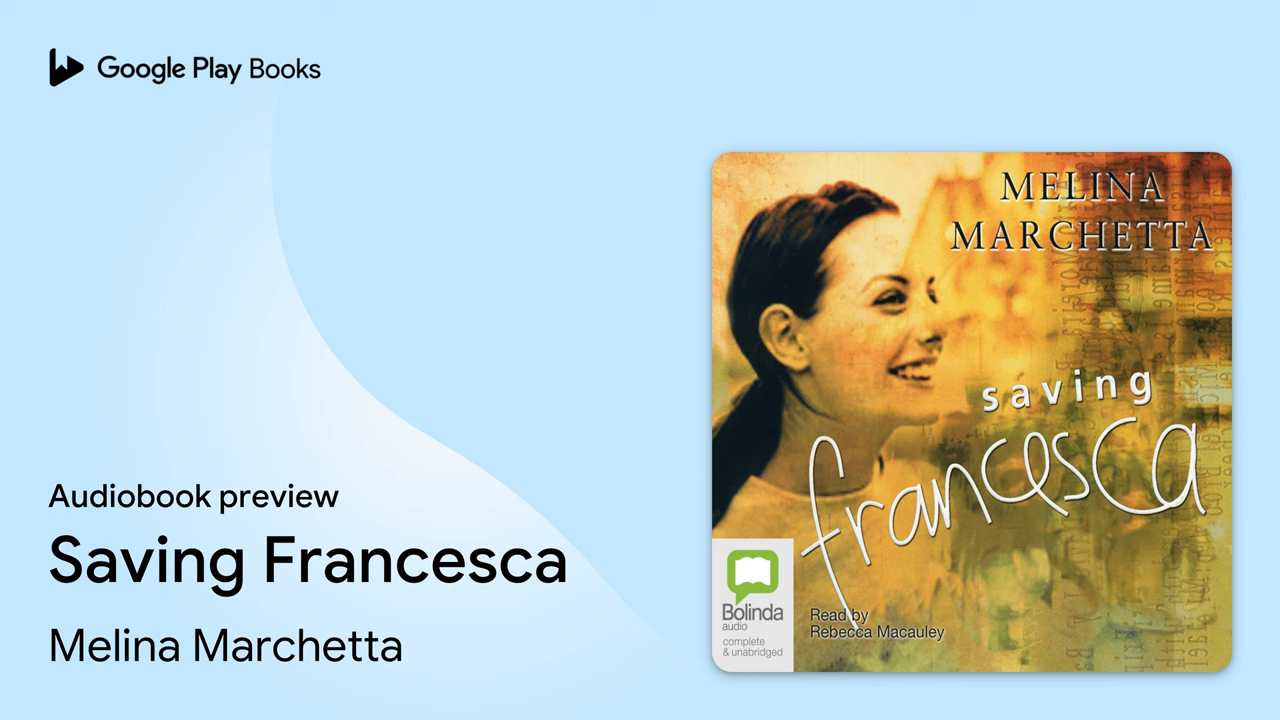 Google Play Books
Audiobook preview
Saving Francesca
Melina Marchetta
MELINA
MARCHETTA
saving
francesca
Bolinda
audio
complete
& unabridged
Read by
Rebecca Macauley